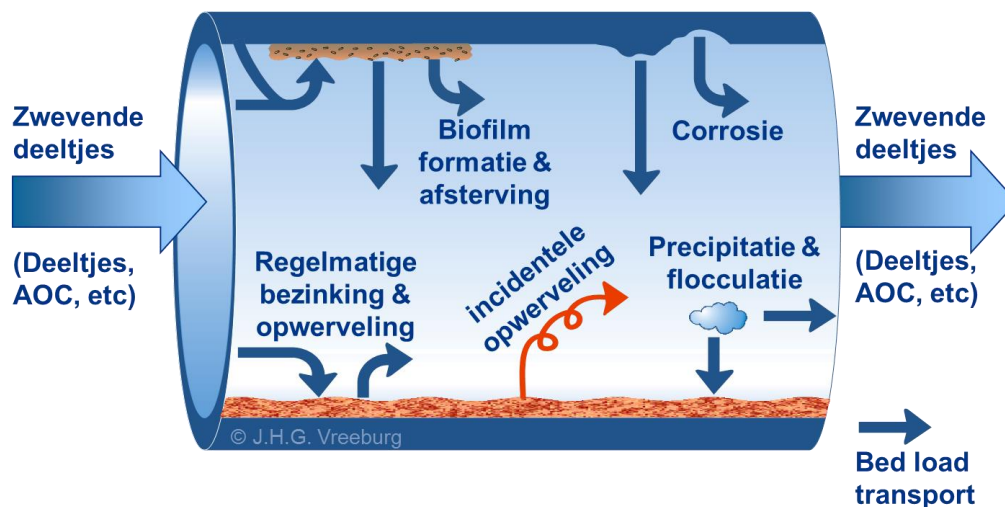 Zwevende
deeltjes
(Deeltjes,
AOC, etc)
Biofilm
formatie &
afsterving
Corrosie
Regelmatige
bezinking &
opwerveling
incidentele
opwerveling
Precipitatie &
flocculatie
Zwevende
deeltjes
(Deeltjes,
AOC, etc)
© J.H.G. Vreeburg
Bed load
transport